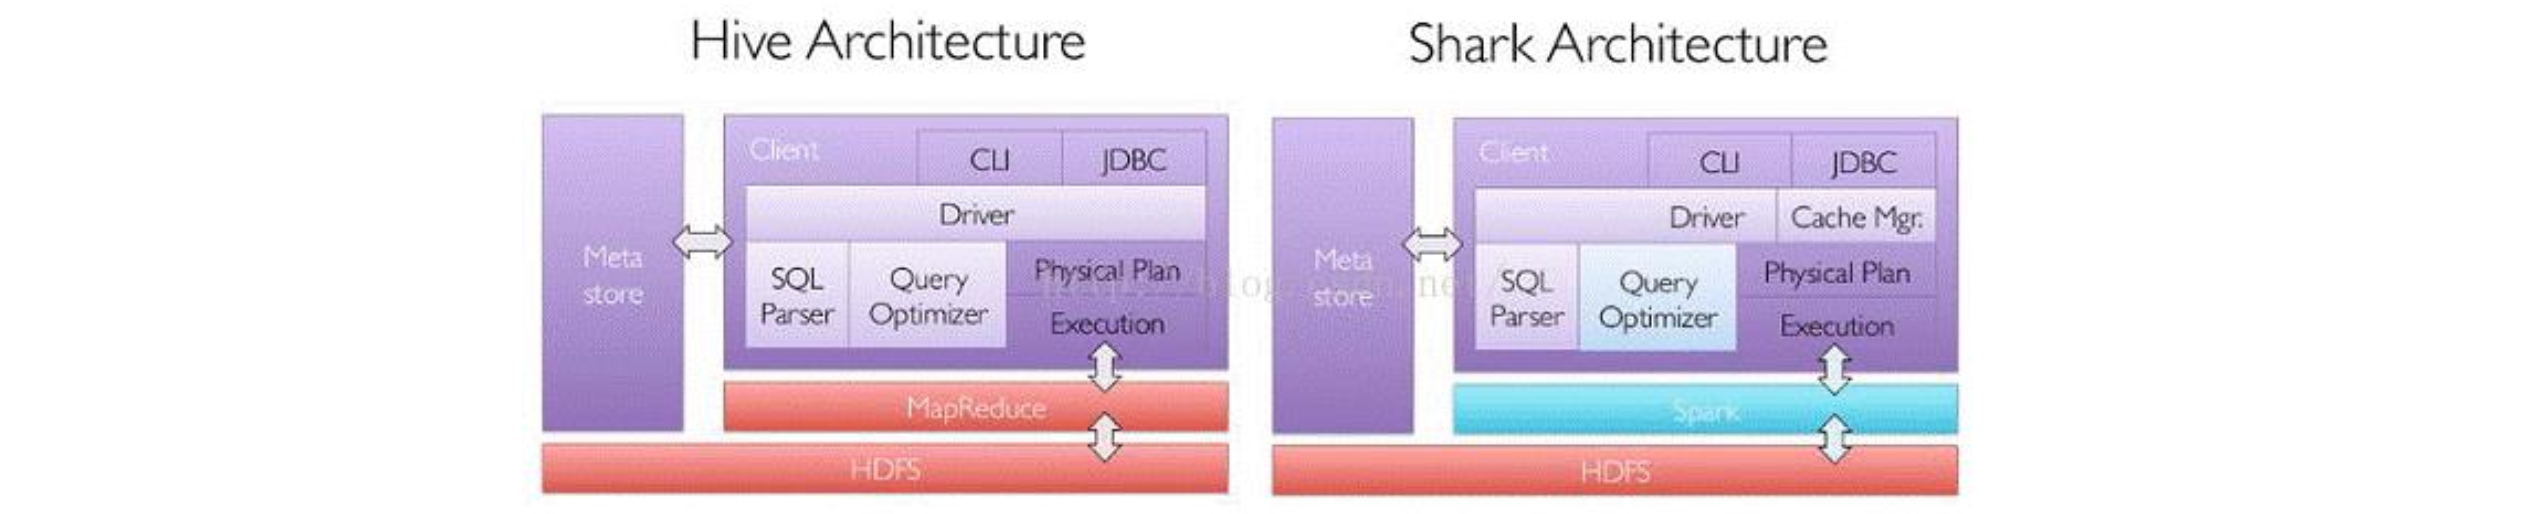 Hive Architecture
Client
CLI
JDBC
Driver
Meta
store
SQL
Parser
Query
Optimizer
Physical Plan
Execution
MapReduce
HDFS
Shark Architecture
Client
CLI
JDBC
Driver
Cache Mgr.
Meta
store
SQL
Parser
Query
Optimizer
Physical Plan
Execution
Spark
HDFS